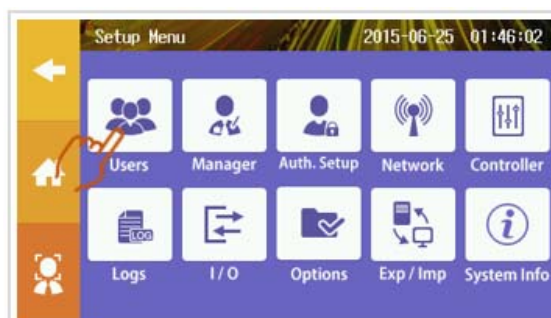 Setup Menu 2015-06-25 01:46:02
Users Manager Auth. Setup Network Controller
LOG
Logs I / O Options Exp / Imp System Info